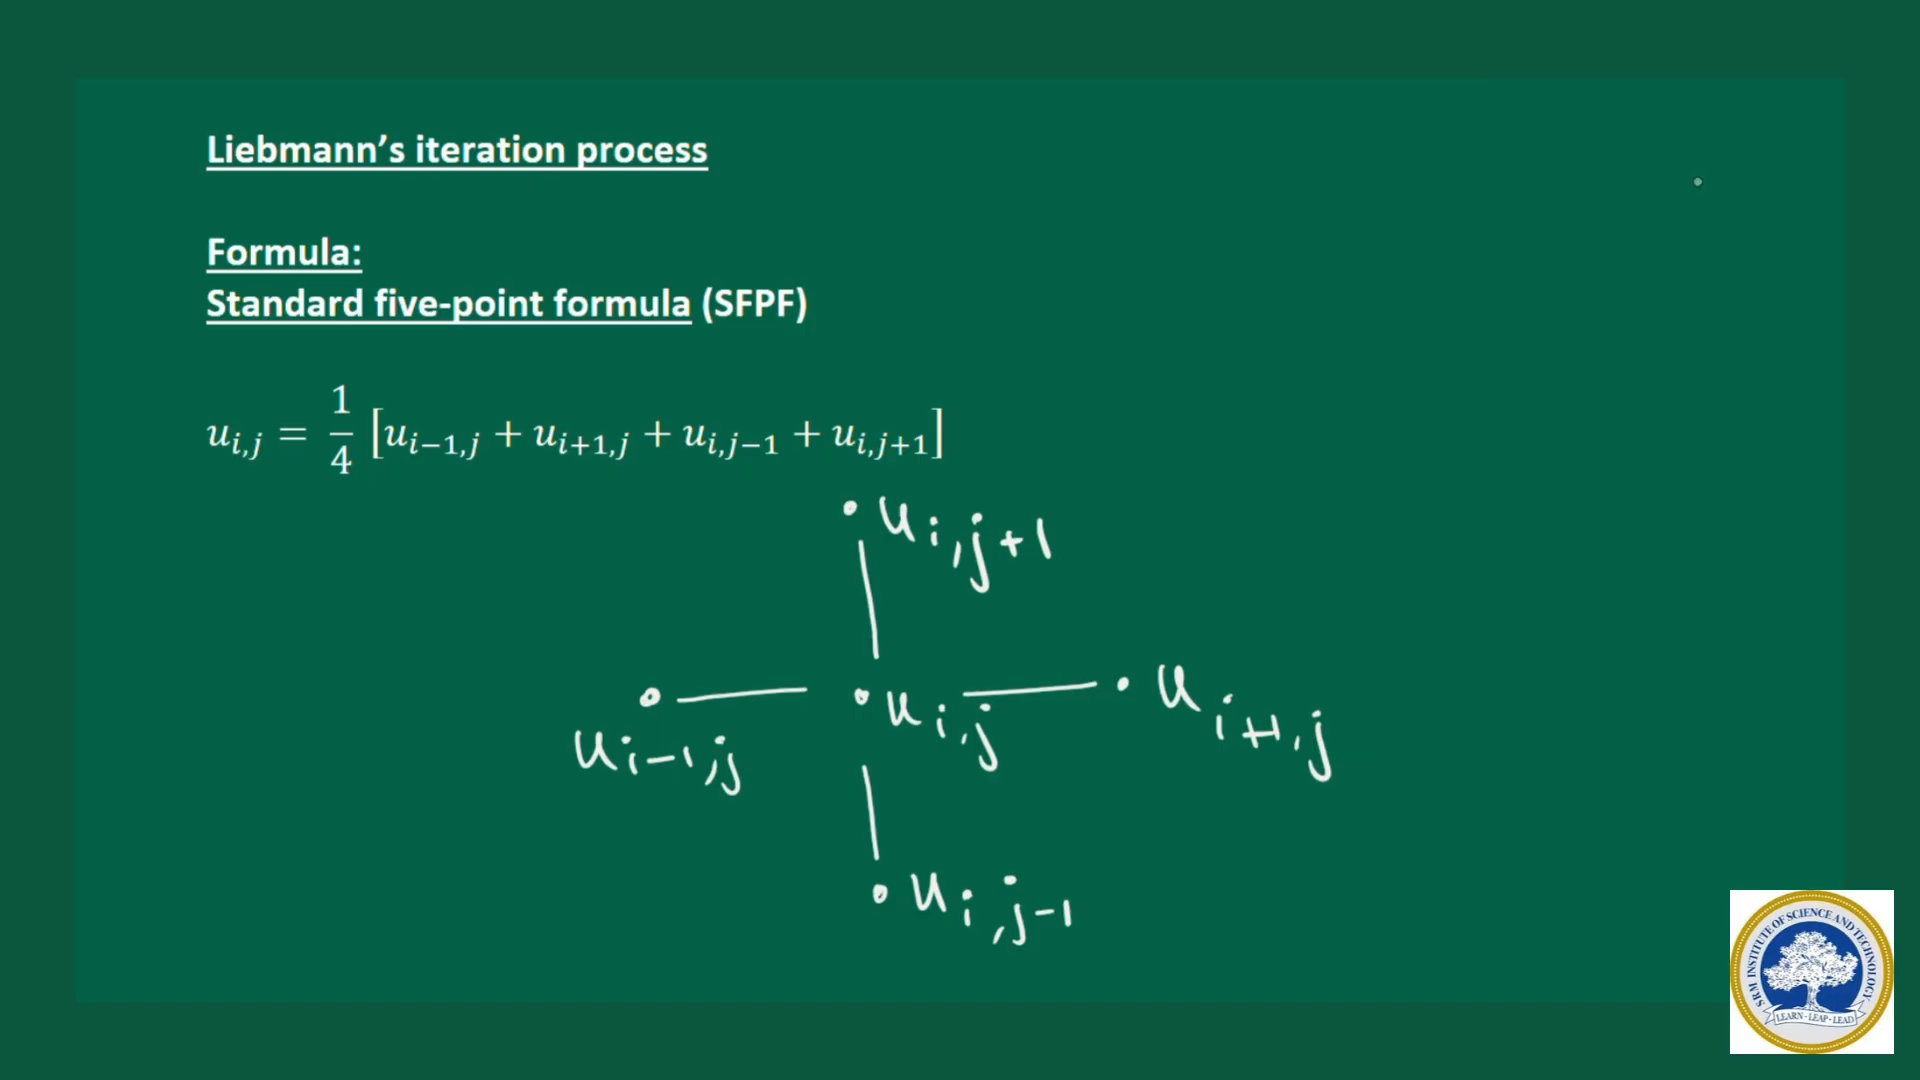 Liebmann’s iteration process
Formula:
Standard five-point formula (SFPF)
u_{i,j} = \frac{1}{4} [u_{i−1,j} + u_{i+1,j} + u_{i,j−1} + u_{i,j+1}]
u_{i,j+1}
u_{i-1,j}
u_{i,j}
u_{i+1,j}
u_{i,j-1}
SRM INSTITUTE OF SCIENCE AND TECHNOLOGY
LEARN - LEAP - LEAD